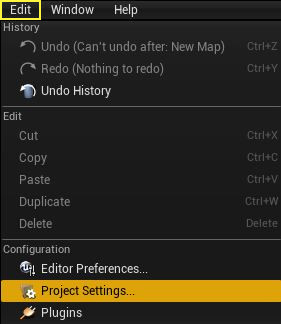 Edit Window Help
History
Undo (Can't undo after: New Map) Ctrl+Z
Redo (Nothing to redo) Ctrl+Y
Undo History
Edit
Cut Ctrl+X
Copy Ctrl+C
Paste Ctrl+V
Duplicate Ctrl+W
Delete Delete
Configuration
Editor Preferences...
Project Settings...
Plugins